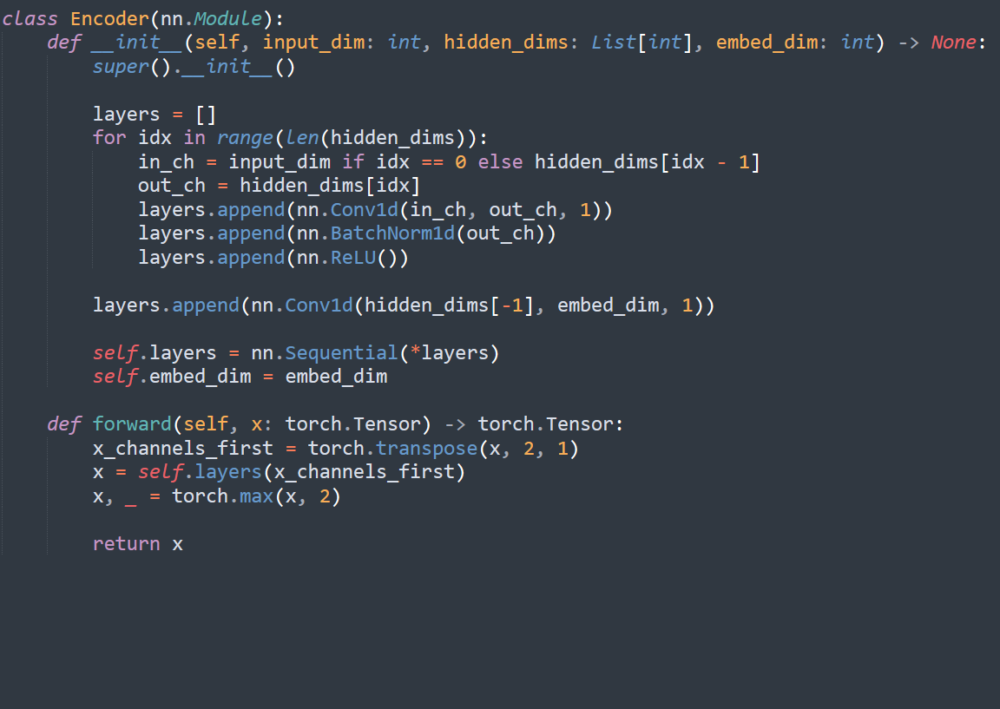 class Encoder(nn.Module):
    def __init__(self, input_dim: int, hidden_dims: List[int], embed_dim: int) -> None:
        super().__init__()

        layers = []
        for idx in range(len(hidden_dims)):
            in_ch = input_dim if idx == 0 else hidden_dims[idx - 1]
            out_ch = hidden_dims[idx]
            layers.append(nn.Conv1d(in_ch, out_ch, 1))
            layers.append(nn.BatchNorm1d(out_ch))
            layers.append(nn.ReLU())

        layers.append(nn.Conv1d(hidden_dims[-1], embed_dim, 1))

        self.layers = nn.Sequential(*layers)
        self.embed_dim = embed_dim

    def forward(self, x: torch.Tensor) -> torch.Tensor:
        x_channels_first = torch.transpose(x, 2, 1)
        x = self.layers(x_channels_first)
        x, _ = torch.max(x, 2)

        return x